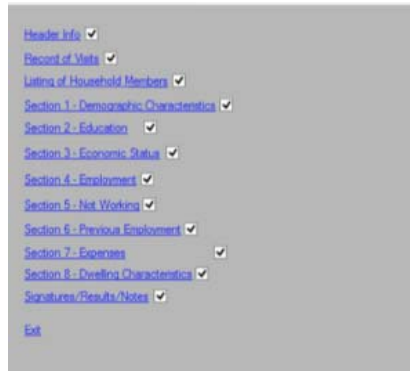 Header Info
Record of Visits
Listing of Household Members
Section 1 - Demographic Characteristics
Section 2 - Education
Section 3 - Economic Status
Section 4 - Employment
Section 5 - Not Working
Section 6 - Previous Employment
Section 7 - Expenses
Section 8 - Dwelling Characteristics
Signatures/Results/Notes
Exit